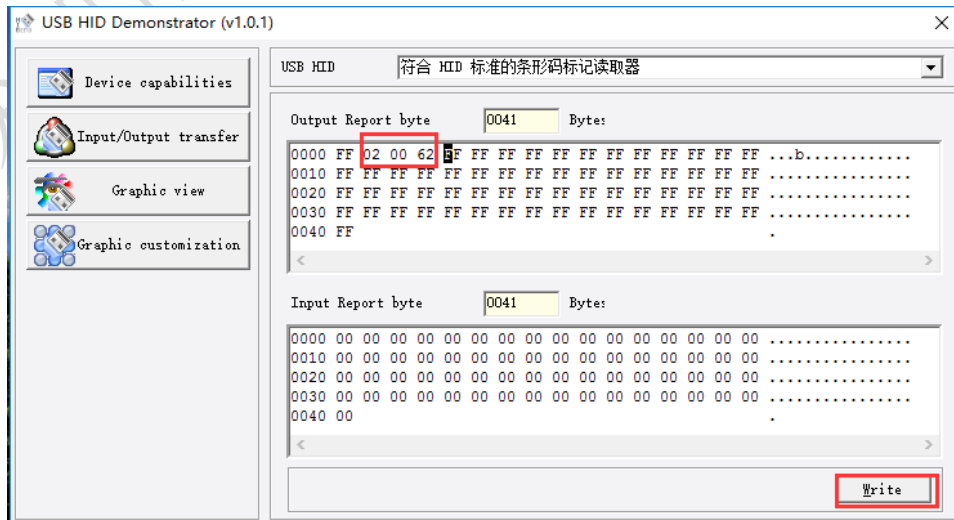 USB HID Demonstrator (v1.0.1)
Device capabilities
Input/Output transfer
Graphic view
Graphic customization
USB HID 符合 HID 标准的条形码标记读取器
Output Report byte 0041 Bytes
0000 FF 02 00 62 FF FF FF FF FF FF FF FF FF FF FF FF ...b............
0010 FF FF FF FF FF FF FF FF FF FF FF FF FF FF FF FF ................
0020 FF FF FF FF FF FF FF FF FF FF FF FF FF FF FF FF ................
0030 FF FF FF FF FF FF FF FF FF FF FF FF FF FF FF FF ................
0040 FF .
Input Report byte 0041 Bytes
0000 00 00 00 00 00 00 00 00 00 00 00 00 00 00 00 00 ................
0010 00 00 00 00 00 00 00 00 00 00 00 00 00 00 00 00 ................
0020 00 00 00 00 00 00 00 00 00 00 00 00 00 00 00 00 ................
0030 00 00 00 00 00 00 00 00 00 00 00 00 00 00 00 00 ................
0040 00 .
Write